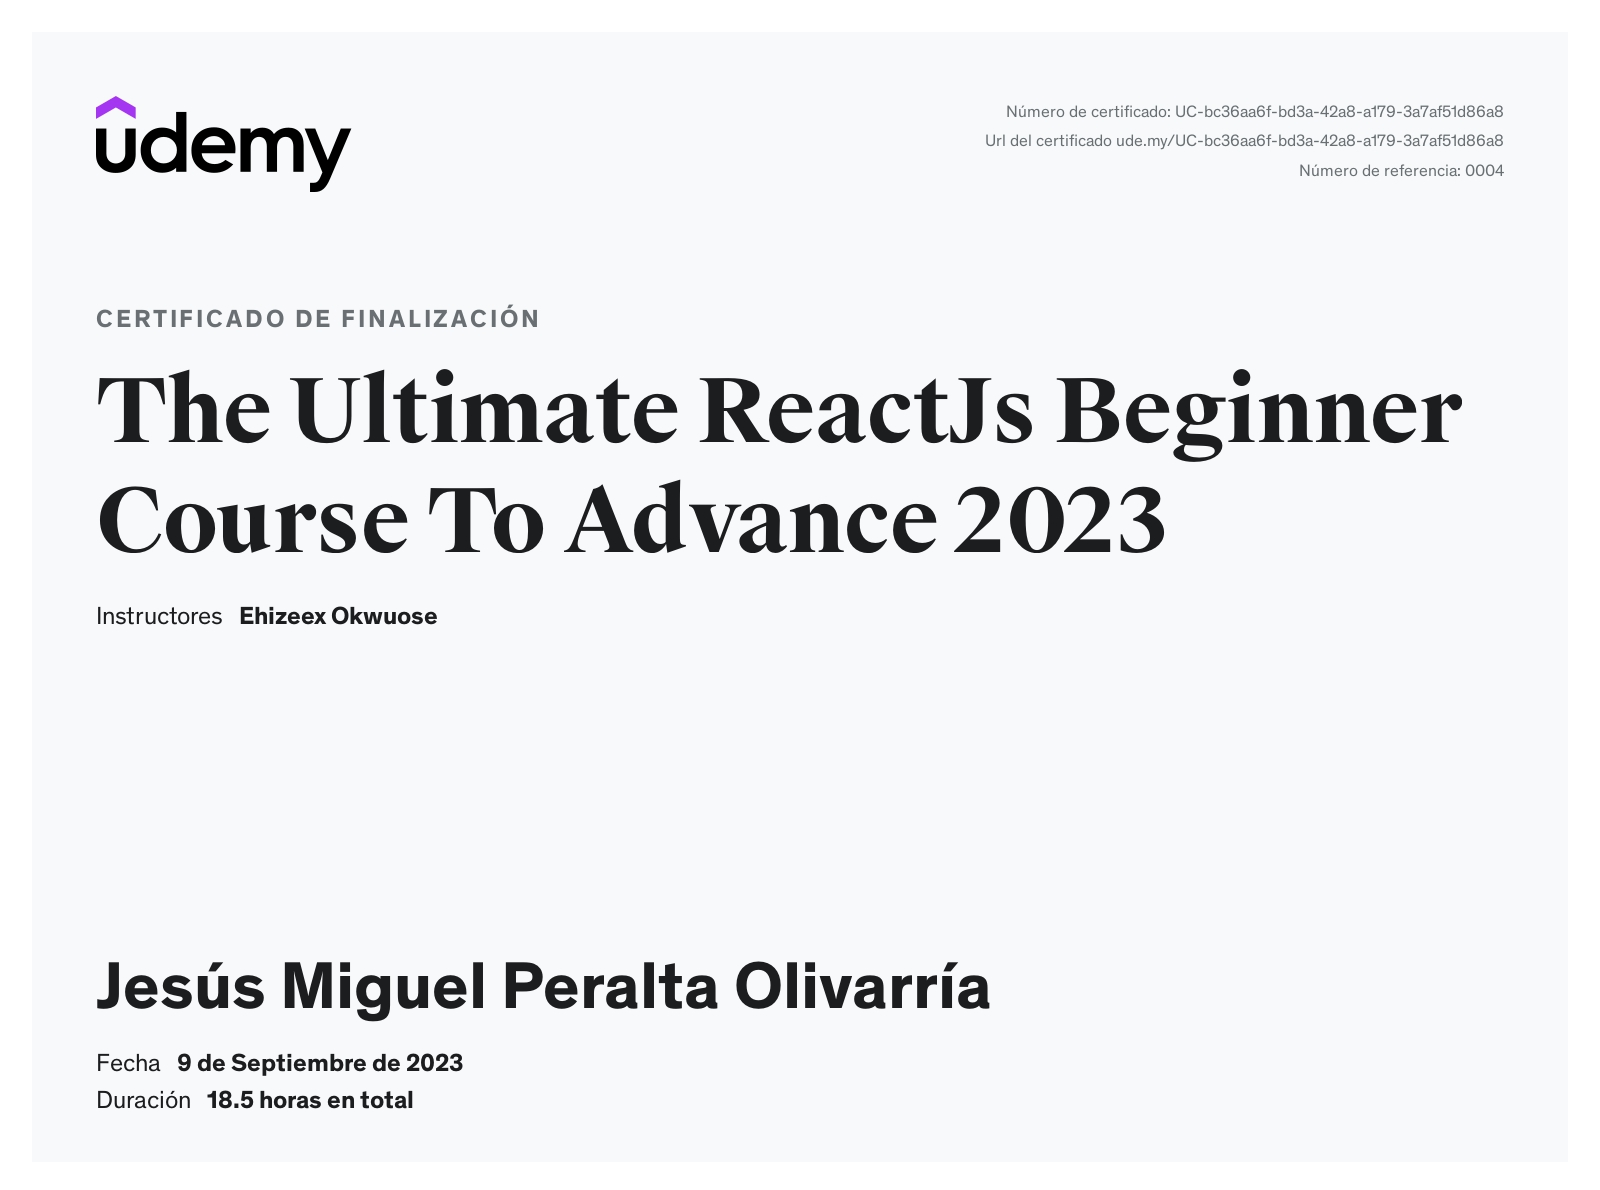 udemy
Número de certificado: UC-bc36aa6f-bd3a-42a8-a179-3a7af51d86a8
Url del certificado ude.my/UC-bc36aa6f-bd3a-42a8-a179-3a7af51d86a8
Número de referencia: 0004
CERTIFICADO DE FINALIZACIÓN
The Ultimate ReactJs Beginner
Course To Advance 2023
Instructores Ehizeex Okwuose
Jesús Miguel Peralta Olivarría
Fecha 9 de Septiembre de 2023
Duración 18.5 horas en total